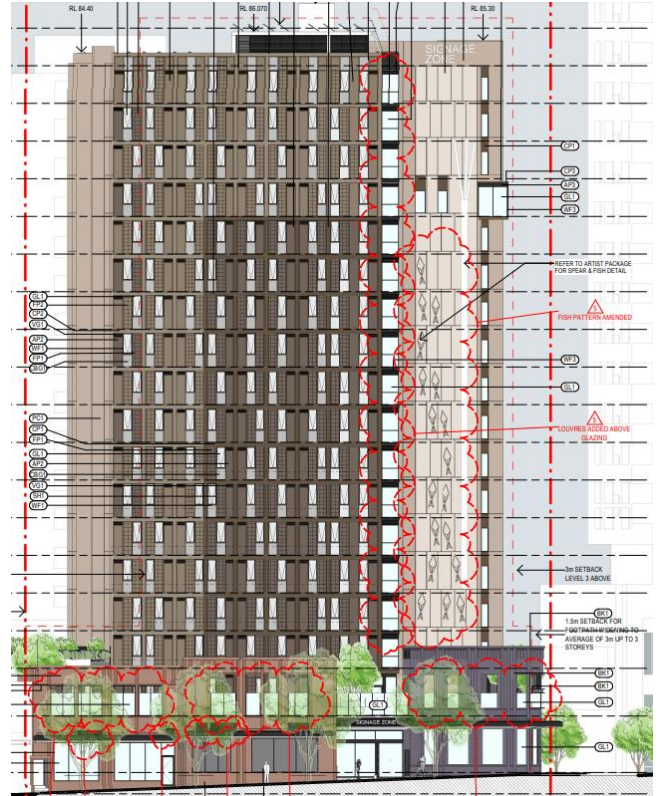 RL 84.40
RL 86.070
RL 85.30
SIGNAGE
ZONE
CP1
CP3
AP3
GL1
WF3
REFER TO ARTIST PACKAGE
FOR SPEAR & FISH DETAIL
GL1
FP2
CP2
VG1
AP2
WF1
FP1
CBG1
FISH PATTERN AMENDED
WF3
GL1
PC1
CP1
FP1
GL1
AP2
CBG1
VG1
SH1
WF1
LOUVRES ADDED ABOVE
GLAZING
3m SETBACK
LEVEL 3 ABOVE
BK1
1.5m SETBACK FOR
FOOTPATH WIDENING TO
AVERAGE OF 3m UP TO 3
STOREYS
BK1
BK1
GL1
GL1
SIGNAGE ZONE
GL1